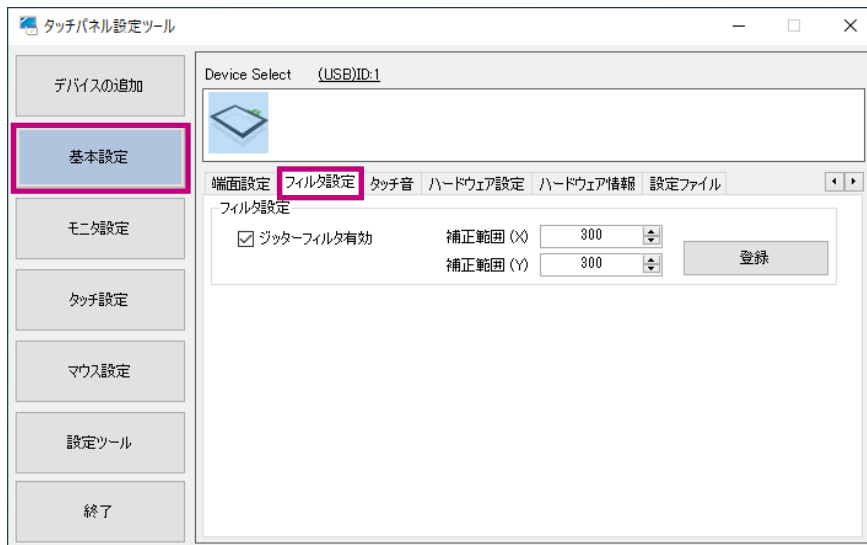 タッチパネル設定ツール
デバイスの追加
基本設定
モニタ設定
タッチ設定
マウス設定
設定ツール
終了
Device Select (USB)ID:1
端面設定 フィルタ設定 タッチ音 ハードウェア設定 ハードウェア情報 設定ファイル
フィルタ設定
ジッターフィルタ有効 補正範囲 (X) 300
補正範囲 (Y) 300
登録